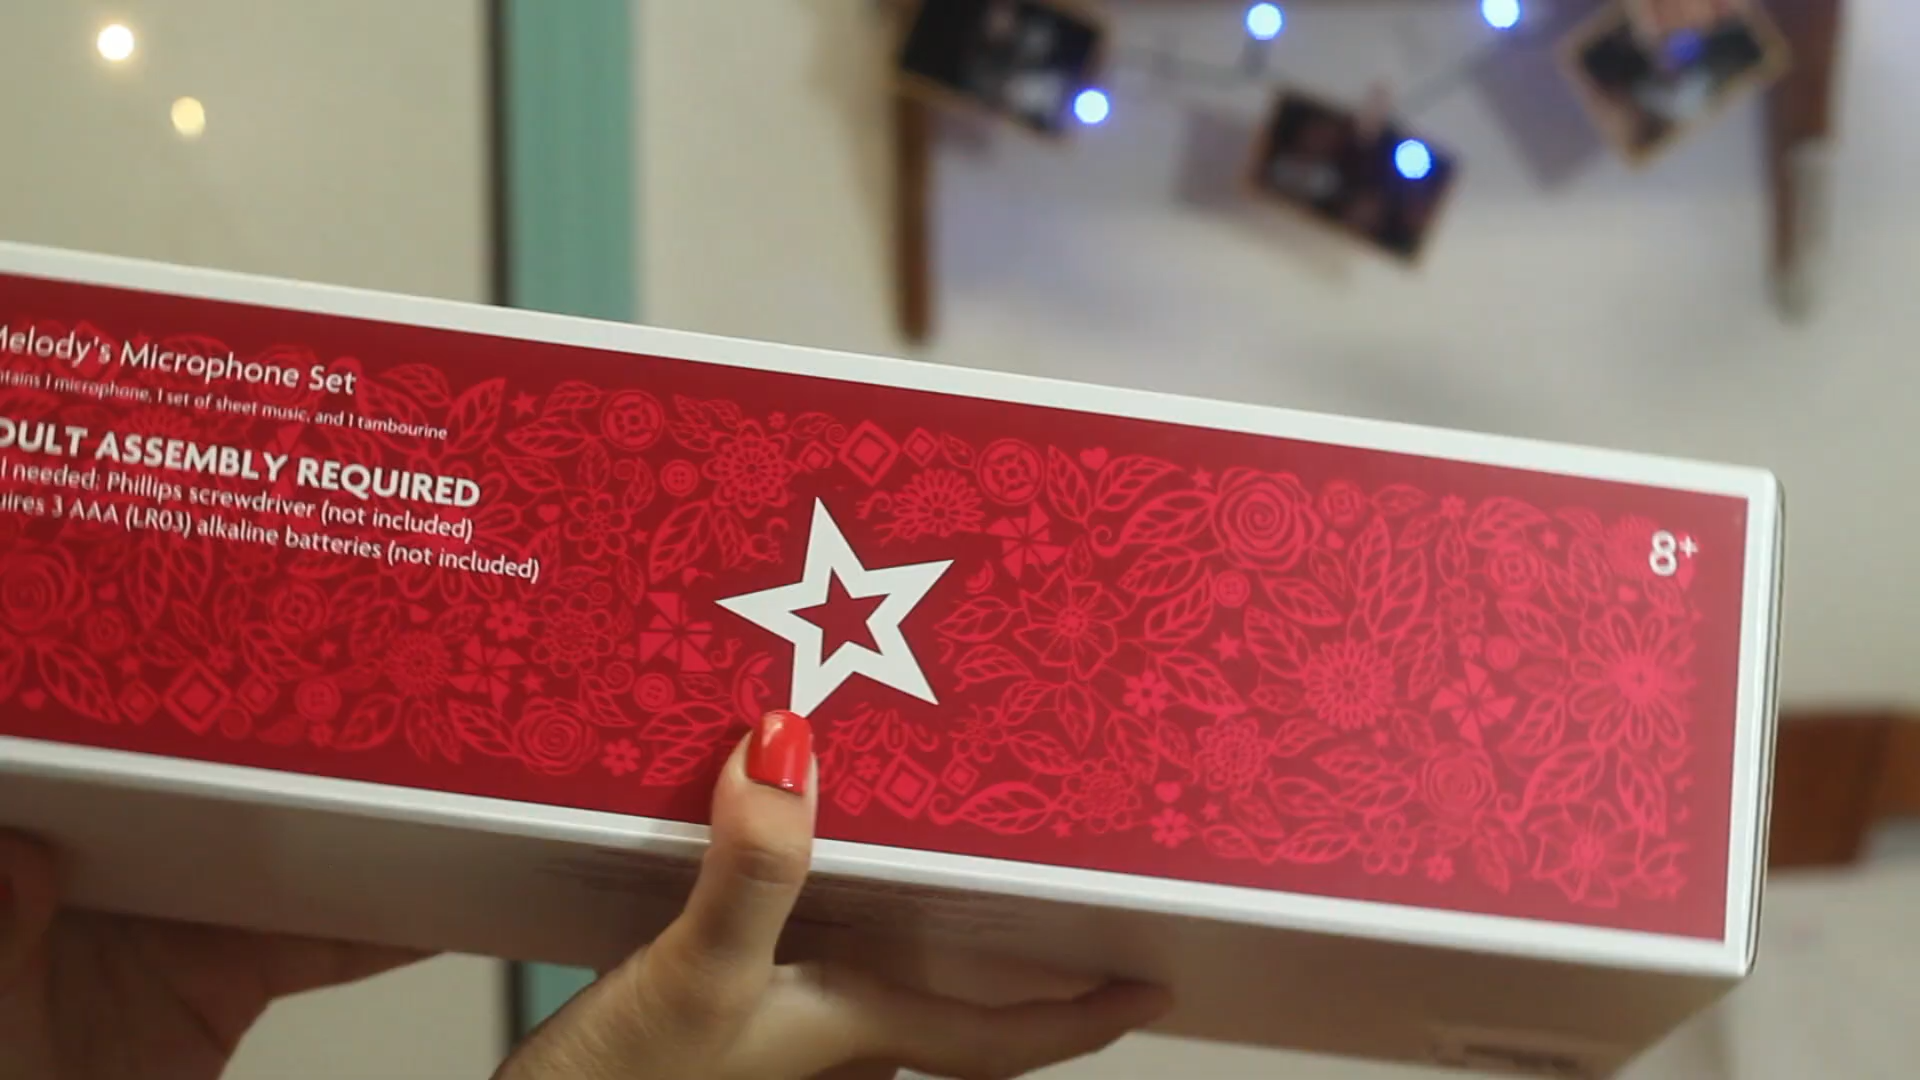 Melody's Microphone Set
tains 1 microphone, 1 set of sheet music, and 1 tambourine
DULT ASSEMBLY REQUIRED
l needed: Phillips screwdriver (not included)
uires 3 AAA (LR03) alkaline batteries (not included)
8+